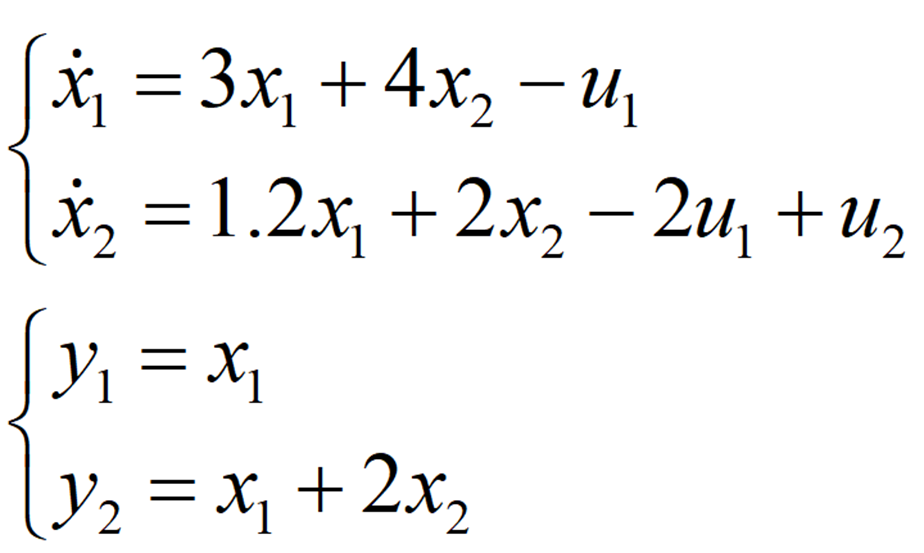 ẋ₁ = 3x₁ + 4x₂ − u₁
ẋ₂ = 1.2x₁ + 2x₂ − 2u₁ + u₂
y₁ = x₁
y₂ = x₁ + 2x₂